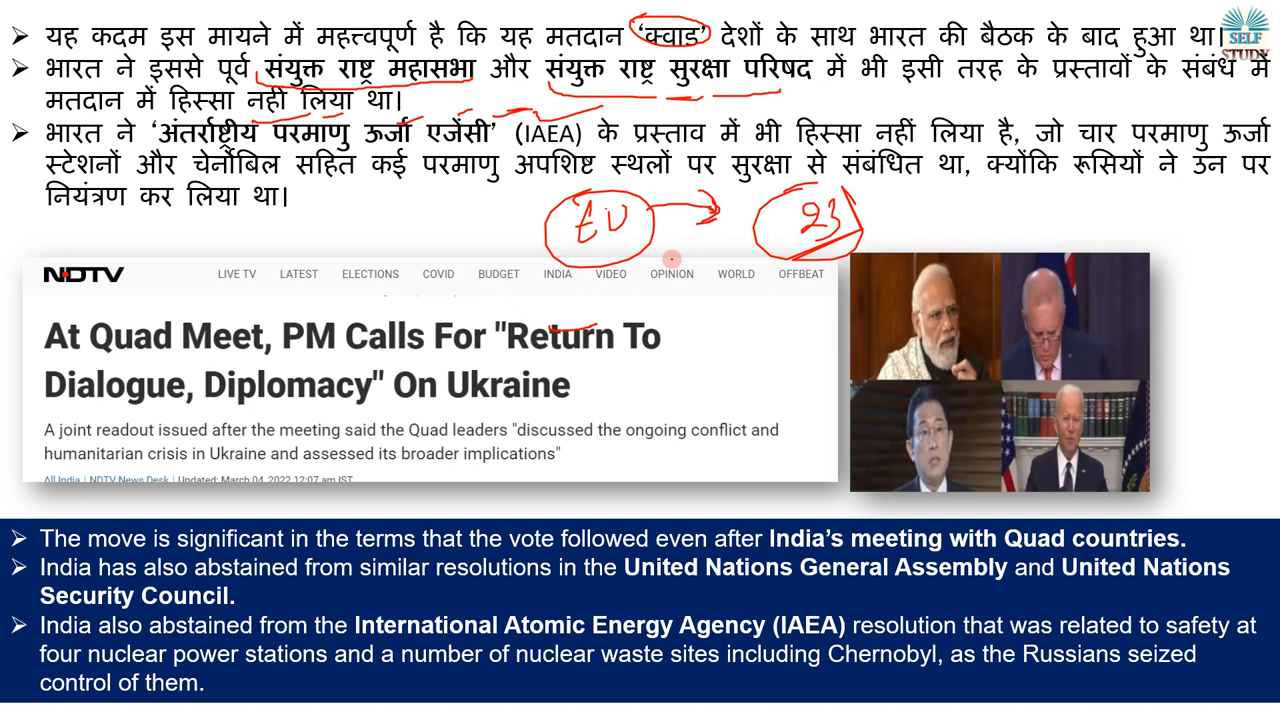 ➢ यह कदम इस मायने में महत्त्वपूर्ण है कि यह मतदान ‘क्वाड’ देशों के साथ भारत की बैठक के बाद हुआ था।
SELF
STUDY
➢ भारत ने इससे पूर्व संयुक्त राष्ट्र महासभा और संयुक्त राष्ट्र सुरक्षा परिषद में भी इसी तरह के प्रस्तावों के संबंध में
मतदान में हिस्सा नहीं लिया था।
➢ भारत ने ‘अंतर्राष्ट्रीय परमाणु ऊर्जा एजेंसी’ (IAEA) के प्रस्ताव में भी हिस्सा नहीं लिया है, जो चार परमाणु ऊर्जा
स्टेशनों और चेर्नोबिल सहित कई परमाणु अपशिष्ट स्थलों पर सुरक्षा से संबंधित था, क्योंकि रूसियों ने उन पर
नियंत्रण कर लिया था।
EU 23
NDTV LIVE TV LATEST ELECTIONS COVID BUDGET INDIA VIDEO OPINION WORLD OFFBEAT
At Quad Meet, PM Calls For "Return To
Dialogue, Diplomacy" On Ukraine
A joint readout issued after the meeting said the Quad leaders "discussed the ongoing conflict and
humanitarian crisis in Ukraine and assessed its broader implications"
All India | NDTV News Desk | Updated: March 04, 2022 12:07 am IST
➢ The move is significant in the terms that the vote followed even after India’s meeting with Quad countries.
➢ India has also abstained from similar resolutions in the United Nations General Assembly and United Nations
Security Council.
➢ India also abstained from the International Atomic Energy Agency (IAEA) resolution that was related to safety at
four nuclear power stations and a number of nuclear waste sites including Chernobyl, as the Russians seized
control of them.